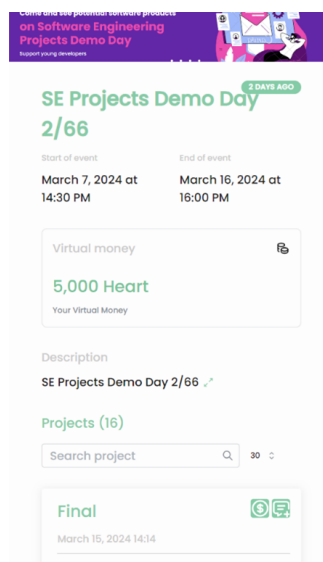 Come and see potential software products
on Software Engineering
Projects Demo Day
Support young developers
2 DAYS AGO
SE Projects Demo Day
2/66
Start of event
End of event
March 7, 2024 at
14:30 PM
March 16, 2024 at
16:00 PM
Virtual money
5,000 Heart
Your Virtual Money
Description
SE Projects Demo Day 2/66
Projects (16)
Search project
30
Final
March 15, 2024 14:14